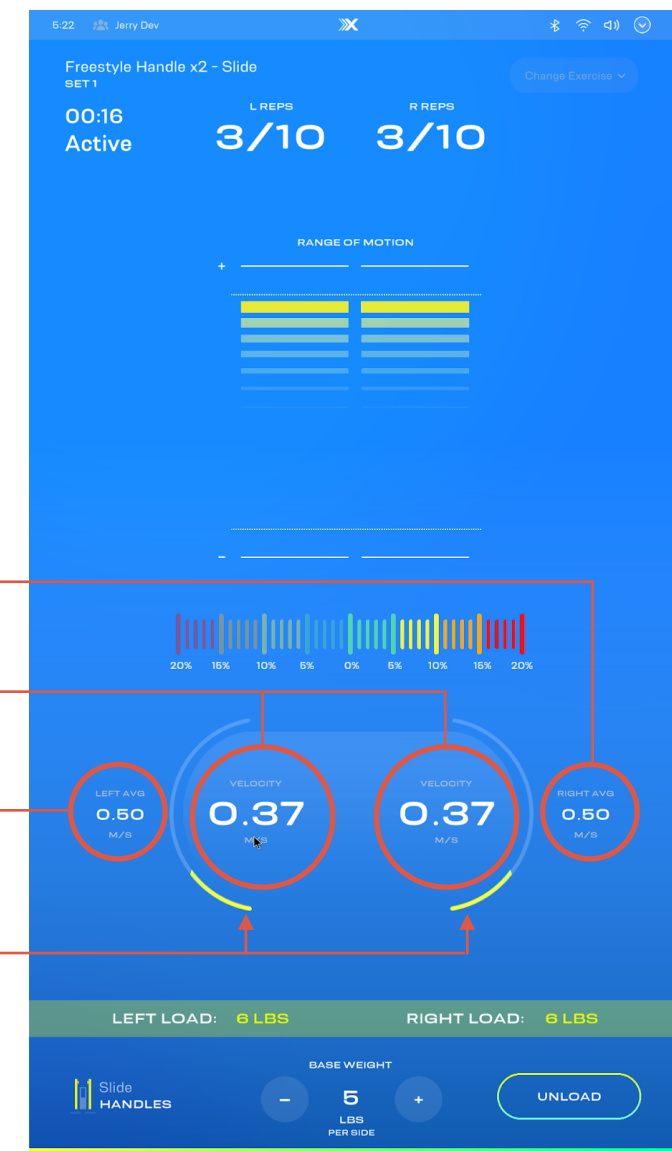 5:22 Jerry Dev
Freestyle Handle x2 - Slide
SET 1
Change Exercise
00:16
Active
L REPS
3/10
R REPS
3/10
RANGE OF MOTION
+
-
20% 15% 10% 5% 0% 5% 10% 15% 20%
LEFT AVG
0.50
M/S
VELOCITY
0.37
M/S
VELOCITY
0.37
M/S
RIGHT AVG
0.50
M/S
LEFT LOAD: 6 LBS RIGHT LOAD: 6 LBS
Slide
HANDLES
BASE WEIGHT
- 5 +
LBS
PER SIDE
UNLOAD